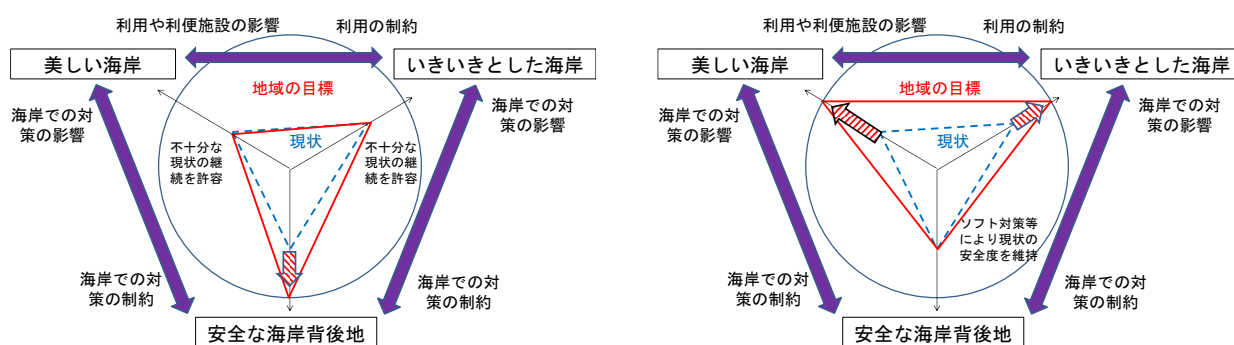 利用や利便施設の影響
利用の制約
美しい海岸
いきいきとした海岸
地域の目標
海岸での対
策の影響
海岸での対
策の影響
現状
不十分な
現状の継
続を許容
不十分な
現状の継
続を許容
海岸での対
策の制約
海岸での対
策の制約
安全な海岸背後地
利用や利便施設の影響
利用の制約
美しい海岸
いきいきとした海岸
地域の目標
海岸での対
策の影響
海岸での対
策の影響
現状
ソフト対策等
により現状の
安全度を維持
海岸での対
策の制約
海岸での対
策の制約
安全な海岸背後地